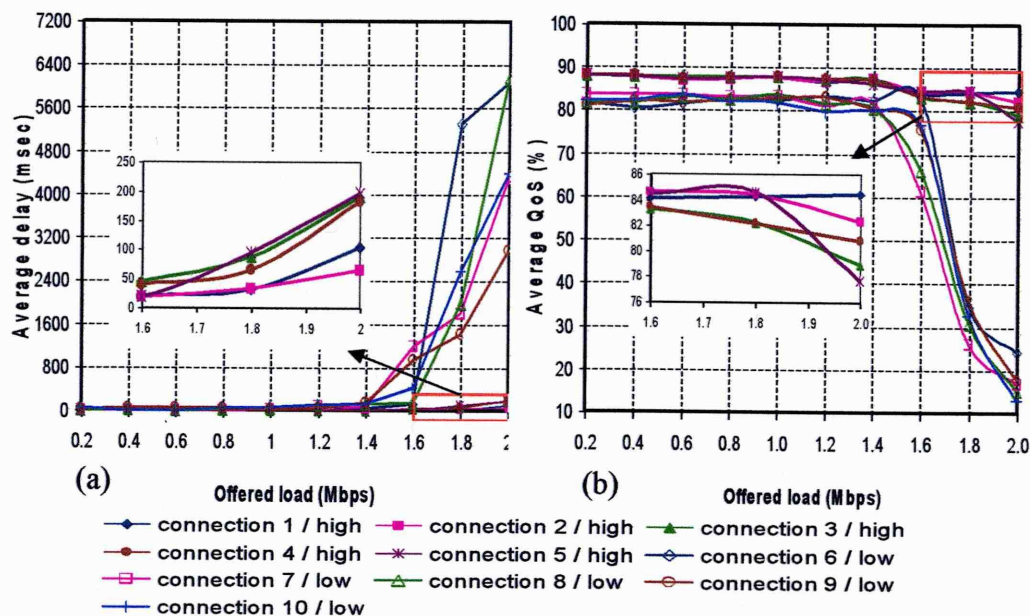 7200
6400
5600
4800
4000
3200
2400
1600
800
0
Average delay (msec)
250
200
150
100
50
0
1.6 1.7 1.8 1.9 2
0.2 0.4 0.6 0.8 1.0 1.2 1.4 1.6 1.8 2
(a)
Offered load (Mbps)
100
90
80
70
60
50
40
30
20
10
Average QoS (%)
86
84
82
80
78
76
1.6 1.7 1.8 1.9 2.0
0.2 0.4 0.6 0.8 1.0 1.2 1.4 1.6 1.8 2.0
(b)
Offered load (Mbps)
connection 1 / high connection 2 / high connection 3 / high
connection 4 / high connection 5 / high connection 6 / low
connection 7 / low connection 8 / low connection 9 / low
connection 10 / low